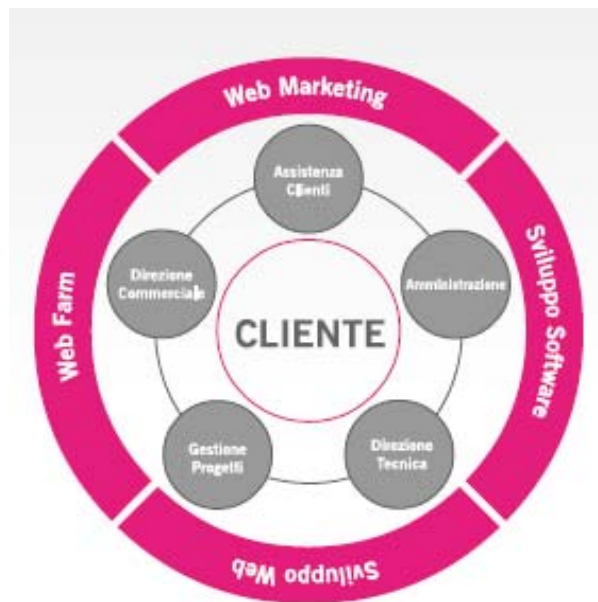 Web Marketing
Assistenza
Clienti
Direzione
Commerciale
Amministrazione
Web Farm
CLIENTE
Sviluppo Software
Gestione
Progetti
Direzione
Tecnica
Sviluppo Web